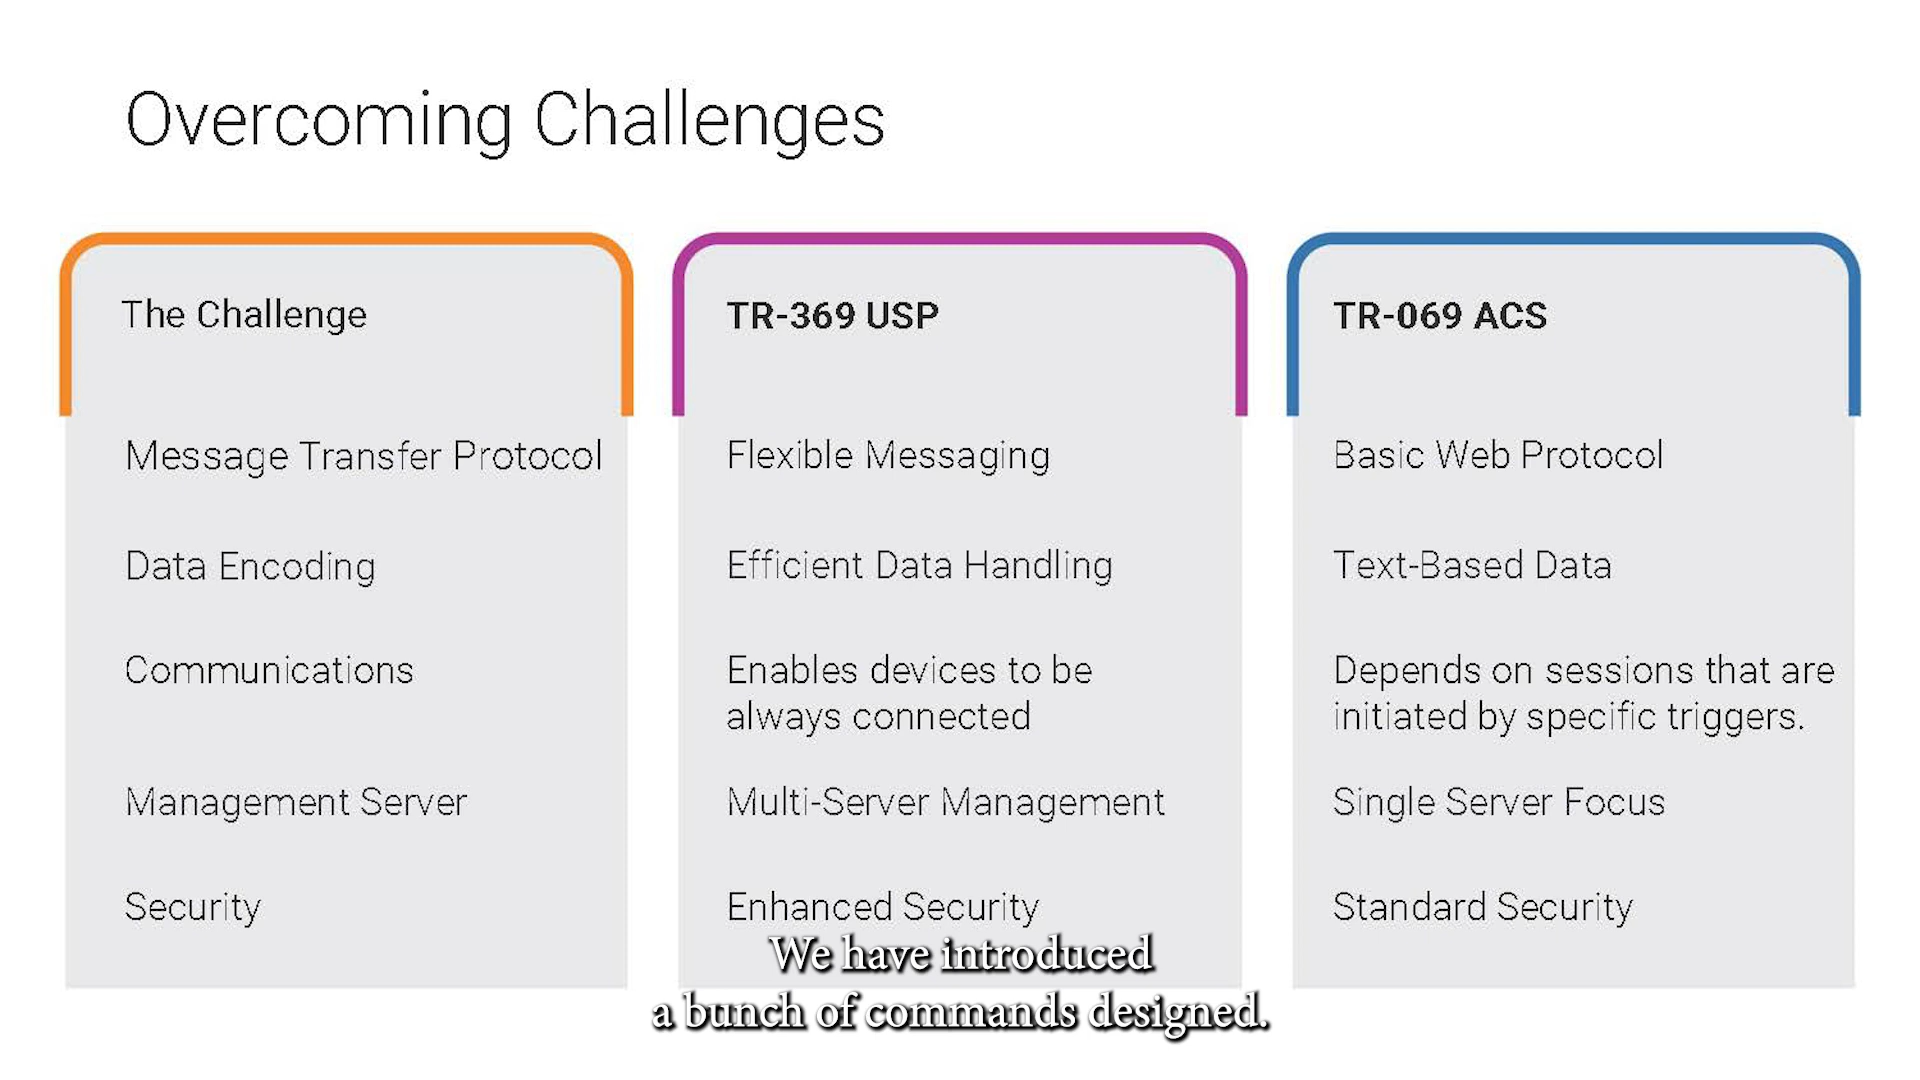 Overcoming Challenges
The Challenge
Message Transfer Protocol
Data Encoding
Communications
Management Server
Security
TR-369 USP
Flexible Messaging
Efficient Data Handling
Enables devices to be
always connected
Multi-Server Management
Enhanced Security
TR-069 ACS
Basic Web Protocol
Text-Based Data
Depends on sessions that are
initiated by specific triggers.
Single Server Focus
Standard Security
We have introduced
a bunch of commands designed.